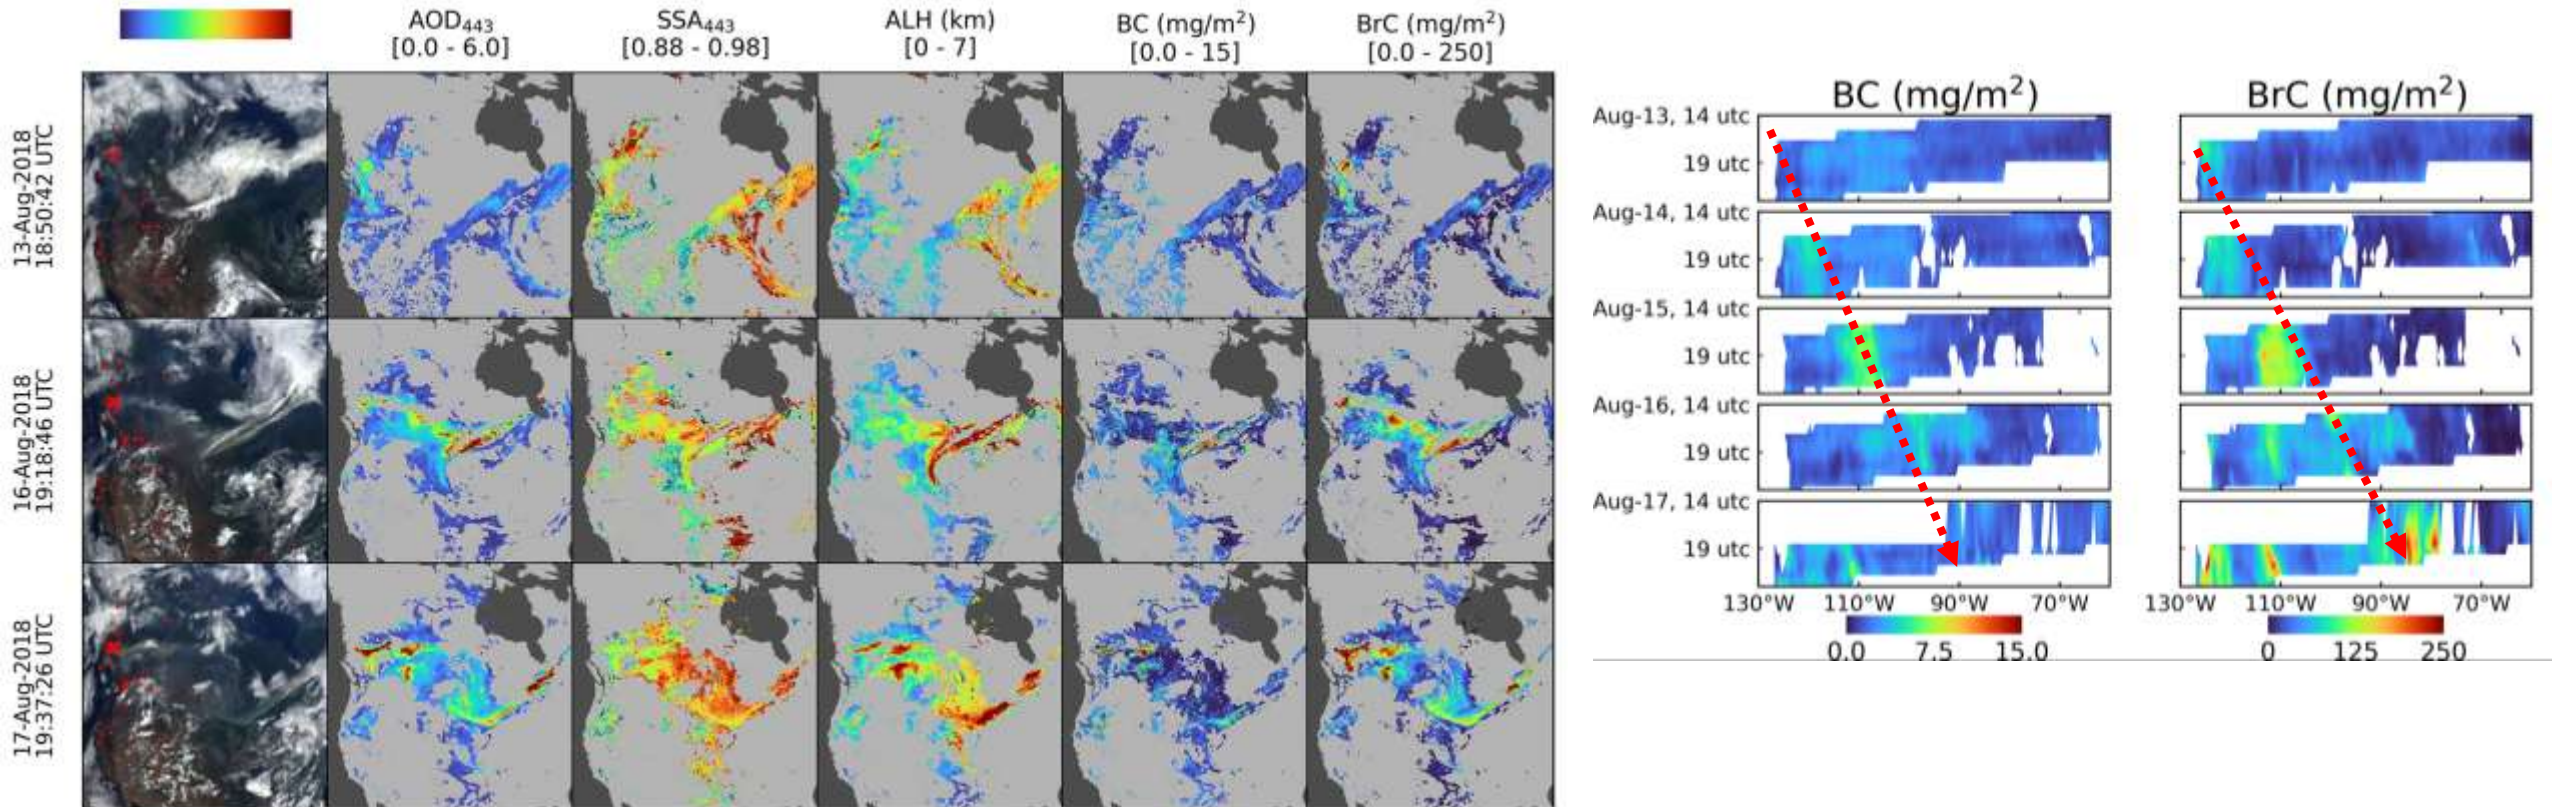 AOD₄₄₃
[0.0 - 6.0]
SSA₄₄₃
[0.88 - 0.98]
ALH (km)
[0 - 7]
BC (mg/m²)
[0.0 - 15]
BrC (mg/m²)
[0.0 - 250]
13-Aug-2018
18:50:42 UTC
16-Aug-2018
19:18:46 UTC
17-Aug-2018
19:37:26 UTC
BC (mg/m²)
BrC (mg/m²)
Aug-13, 14 utc
19 utc
Aug-14, 14 utc
19 utc
Aug-15, 14 utc
19 utc
Aug-16, 14 utc
19 utc
Aug-17, 14 utc
19 utc
130°W 110°W 90°W 70°W
130°W 110°W 90°W 70°W
0.0 7.5 15.0
0 125 250